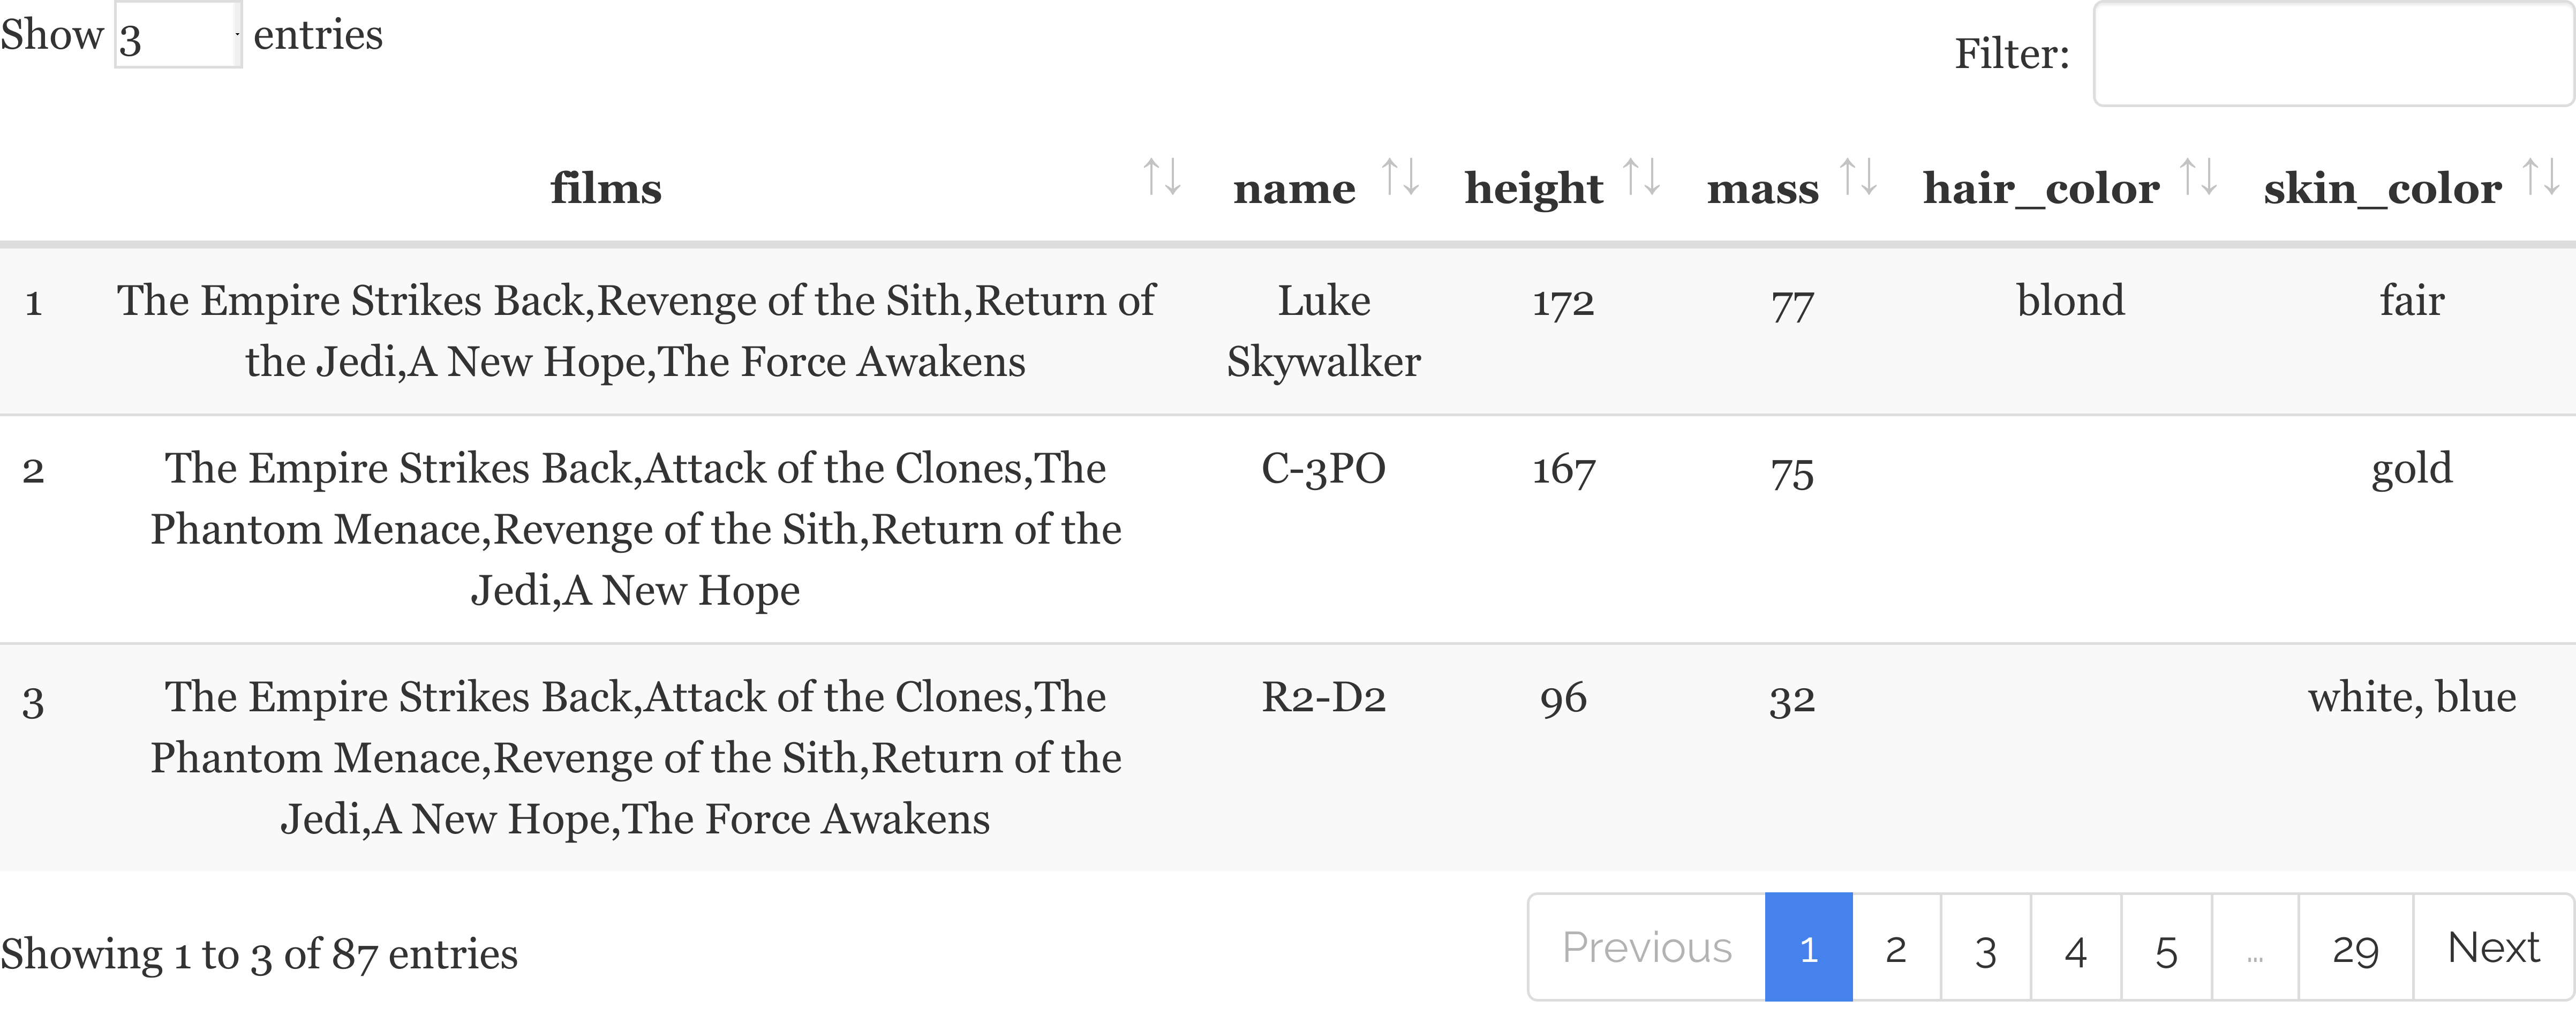 Show 3 entries
Filter:
films name height mass hair_color skin_color
1 The Empire Strikes Back,Revenge of the Sith,Return of Luke 172 77 blond fair
the Jedi,A New Hope,The Force Awakens Skywalker
2 The Empire Strikes Back,Attack of the Clones,The C-3PO 167 75 gold
Phantom Menace,Revenge of the Sith,Return of the
Jedi,A New Hope
3 The Empire Strikes Back,Attack of the Clones,The R2-D2 96 32 white, blue
Phantom Menace,Revenge of the Sith,Return of the
Jedi,A New Hope,The Force Awakens
Showing 1 to 3 of 87 entries
Previous 1 2 3 4 5 ... 29 Next